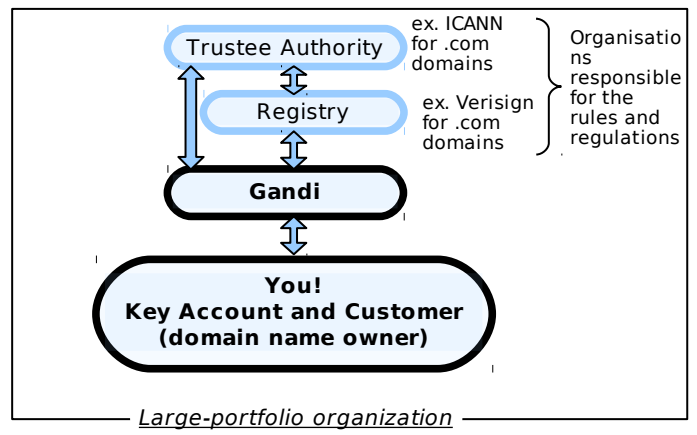 Trustee Authority
ex. ICANN
for .com
domains
Registry
ex. Verisign
for .com
domains
Organisatio
ns
responsible
for the
rules and
regulations
Gandi
You!
Key Account and Customer
(domain name owner)
Large-portfolio organization